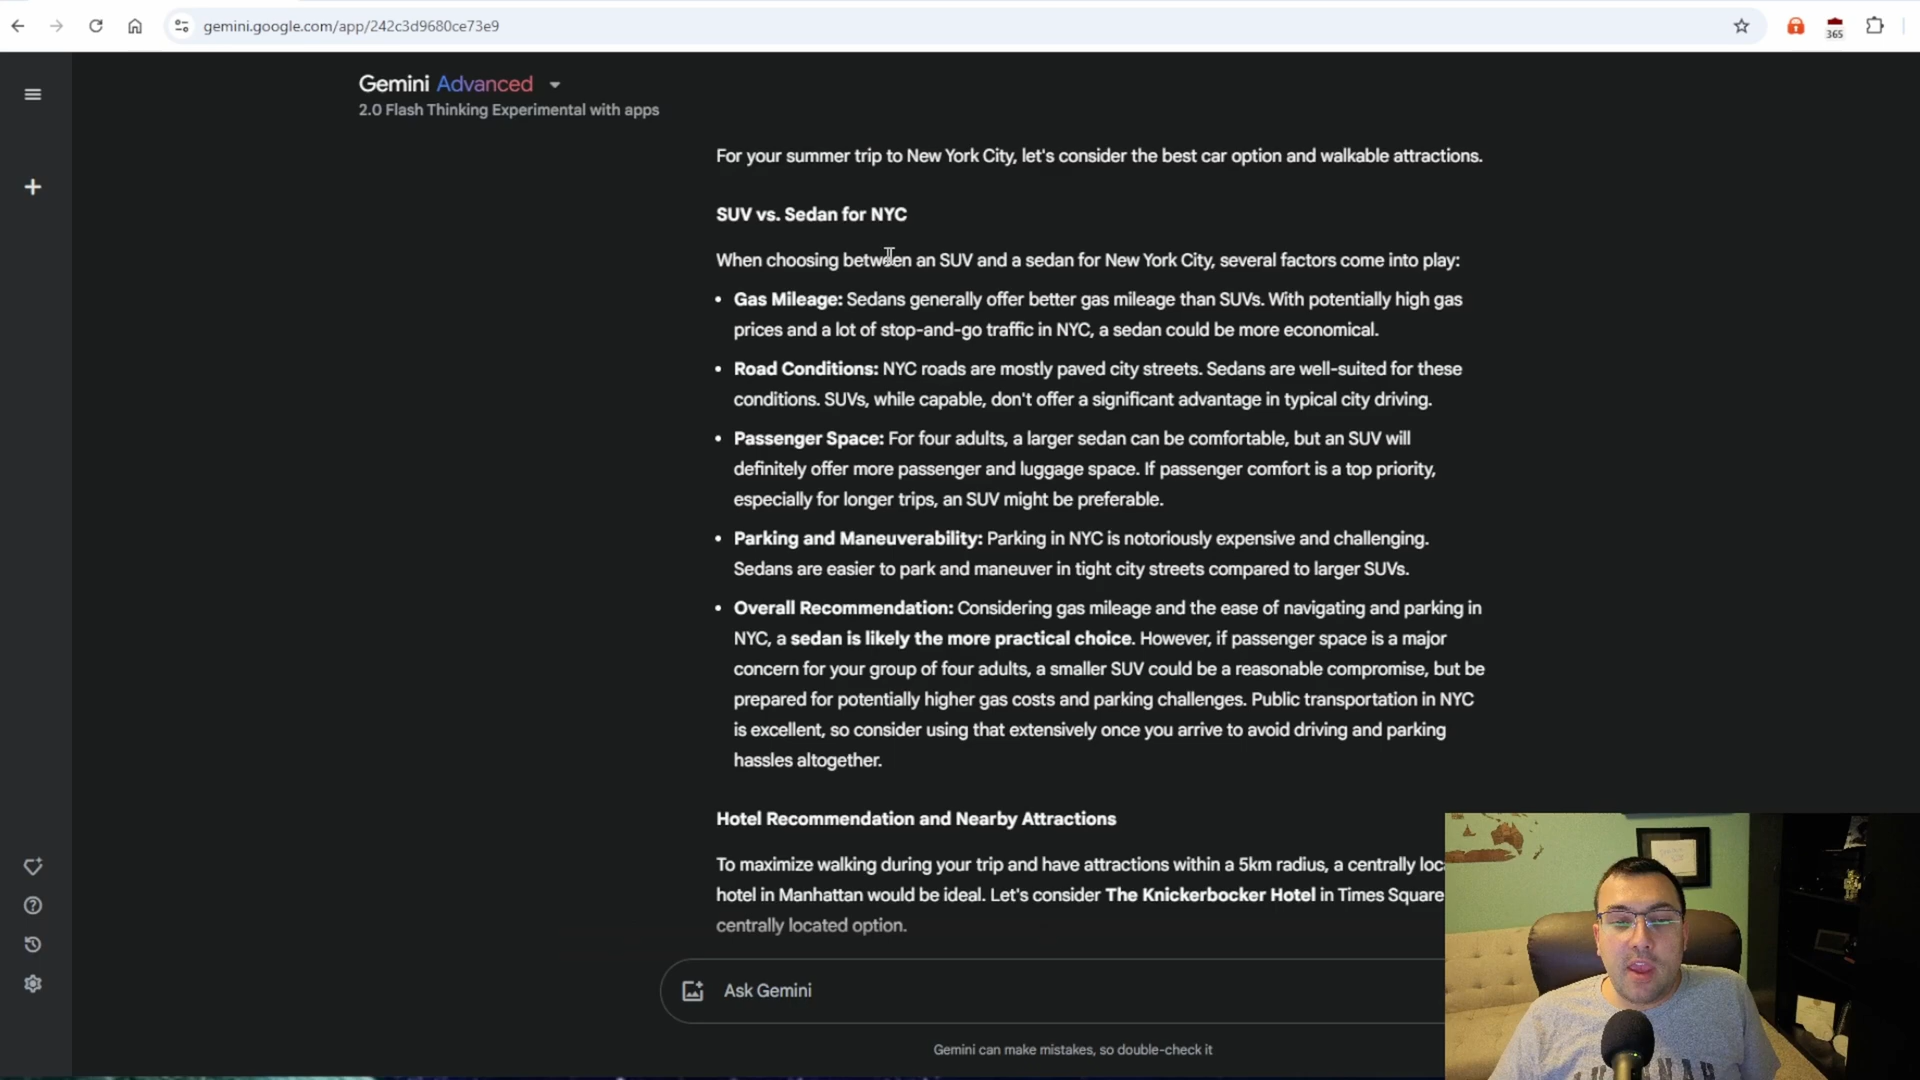 gemini.google.com/app/242c3d9680ce73e9
365
Gemini Advanced
2.0 Flash Thinking Experimental with apps
For your summer trip to New York City, let's consider the best car option and walkable attractions.
SUV vs. Sedan for NYC
When choosing between an SUV and a sedan for New York City, several factors come into play:
• Gas Mileage: Sedans generally offer better gas mileage than SUVs. With potentially high gas
prices and a lot of stop-and-go traffic in NYC, a sedan could be more economical.
• Road Conditions: NYC roads are mostly paved city streets. Sedans are well-suited for these
conditions. SUVs, while capable, don't offer a significant advantage in typical city driving.
• Passenger Space: For four adults, a larger sedan can be comfortable, but an SUV will
definitely offer more passenger and luggage space. If passenger comfort is a top priority,
especially for longer trips, an SUV might be preferable.
• Parking and Maneuverability: Parking in NYC is notoriously expensive and challenging.
Sedans are easier to park and maneuver in tight city streets compared to larger SUVs.
• Overall Recommendation: Considering gas mileage and the ease of navigating and parking in
NYC, a sedan is likely the more practical choice. However, if passenger space is a major
concern for your group of four adults, a smaller SUV could be a reasonable compromise, but be
prepared for potentially higher gas costs and parking challenges. Public transportation in NYC
is excellent, so consider using that extensively once you arrive to avoid driving and parking
hassles altogether.
Hotel Recommendation and Nearby Attractions
To maximize walking during your trip and have attractions within a 5km radius, a centrally loc
hotel in Manhattan would be ideal. Let's consider The Knickerbocker Hotel in Times Square
centrally located option.
Ask Gemini
Gemini can make mistakes, so double-check it